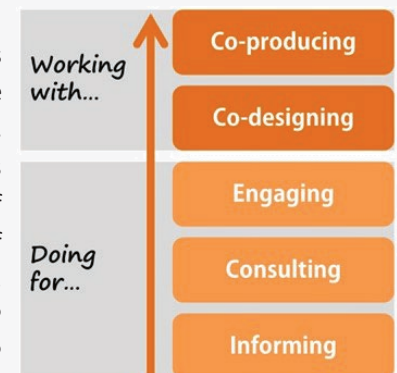 Co-producing
Working
with...
Co-designing
Engaging
Doing
for...
Consulting
Informing